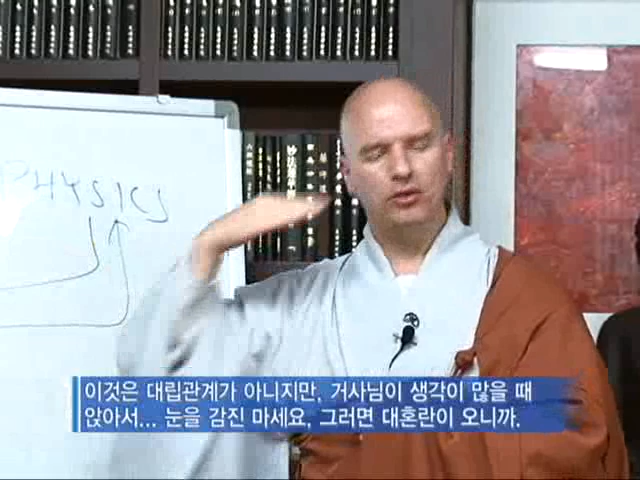 PHYSICS
이것은 대립관계가 아니지만, 거사님이 생각이 많을 때
앉아서... 눈을 감진 마세요, 그러면 대혼란이 오니까.